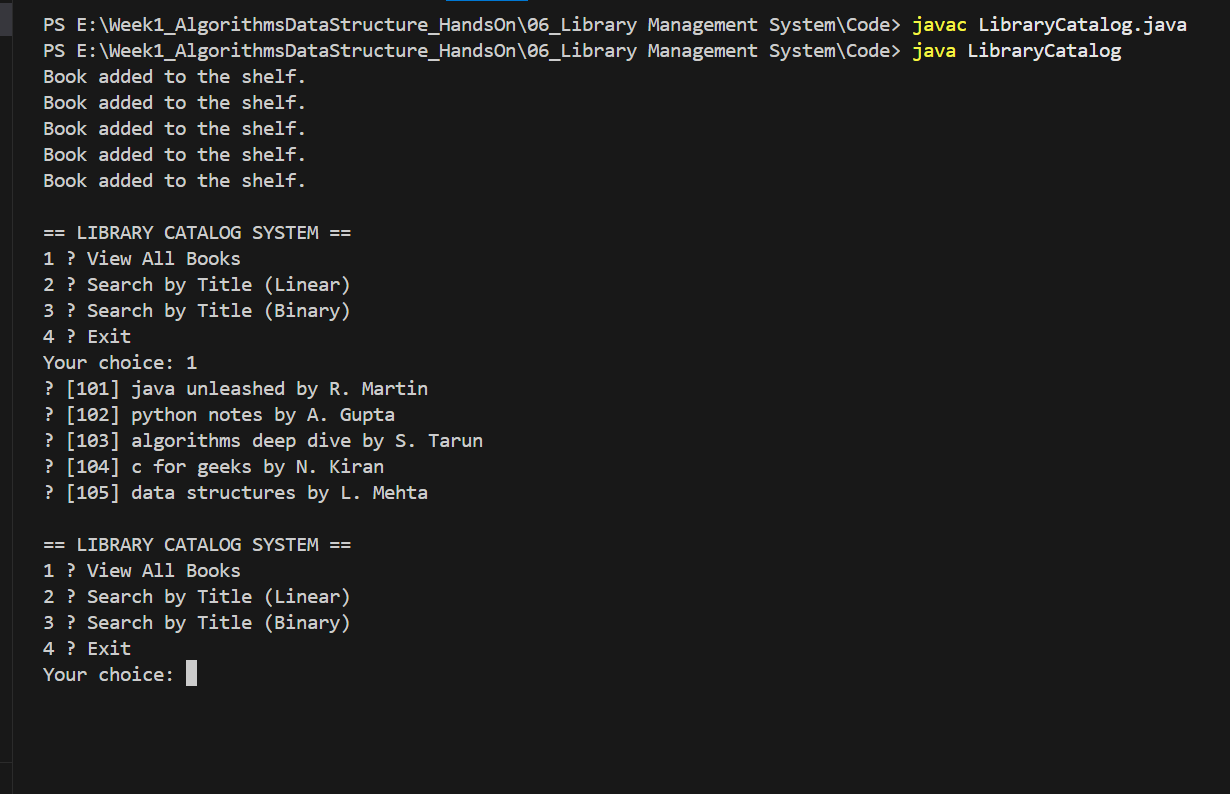 PS E:\Week1_AlgorithmsDataStructure_HandsOn\06_Library Management System\Code> javac LibraryCatalog.java
PS E:\Week1_AlgorithmsDataStructure_HandsOn\06_Library Management System\Code> java LibraryCatalog
Book added to the shelf.
Book added to the shelf.
Book added to the shelf.
Book added to the shelf.
Book added to the shelf.

== LIBRARY CATALOG SYSTEM ==
1 ? View All Books
2 ? Search by Title (Linear)
3 ? Search by Title (Binary)
4 ? Exit
Your choice: 1
? [101] java unleashed by R. Martin
? [102] python notes by A. Gupta
? [103] algorithms deep dive by S. Tarun
? [104] c for geeks by N. Kiran
? [105] data structures by L. Mehta

== LIBRARY CATALOG SYSTEM ==
1 ? View All Books
2 ? Search by Title (Linear)
3 ? Search by Title (Binary)
4 ? Exit
Your choice: